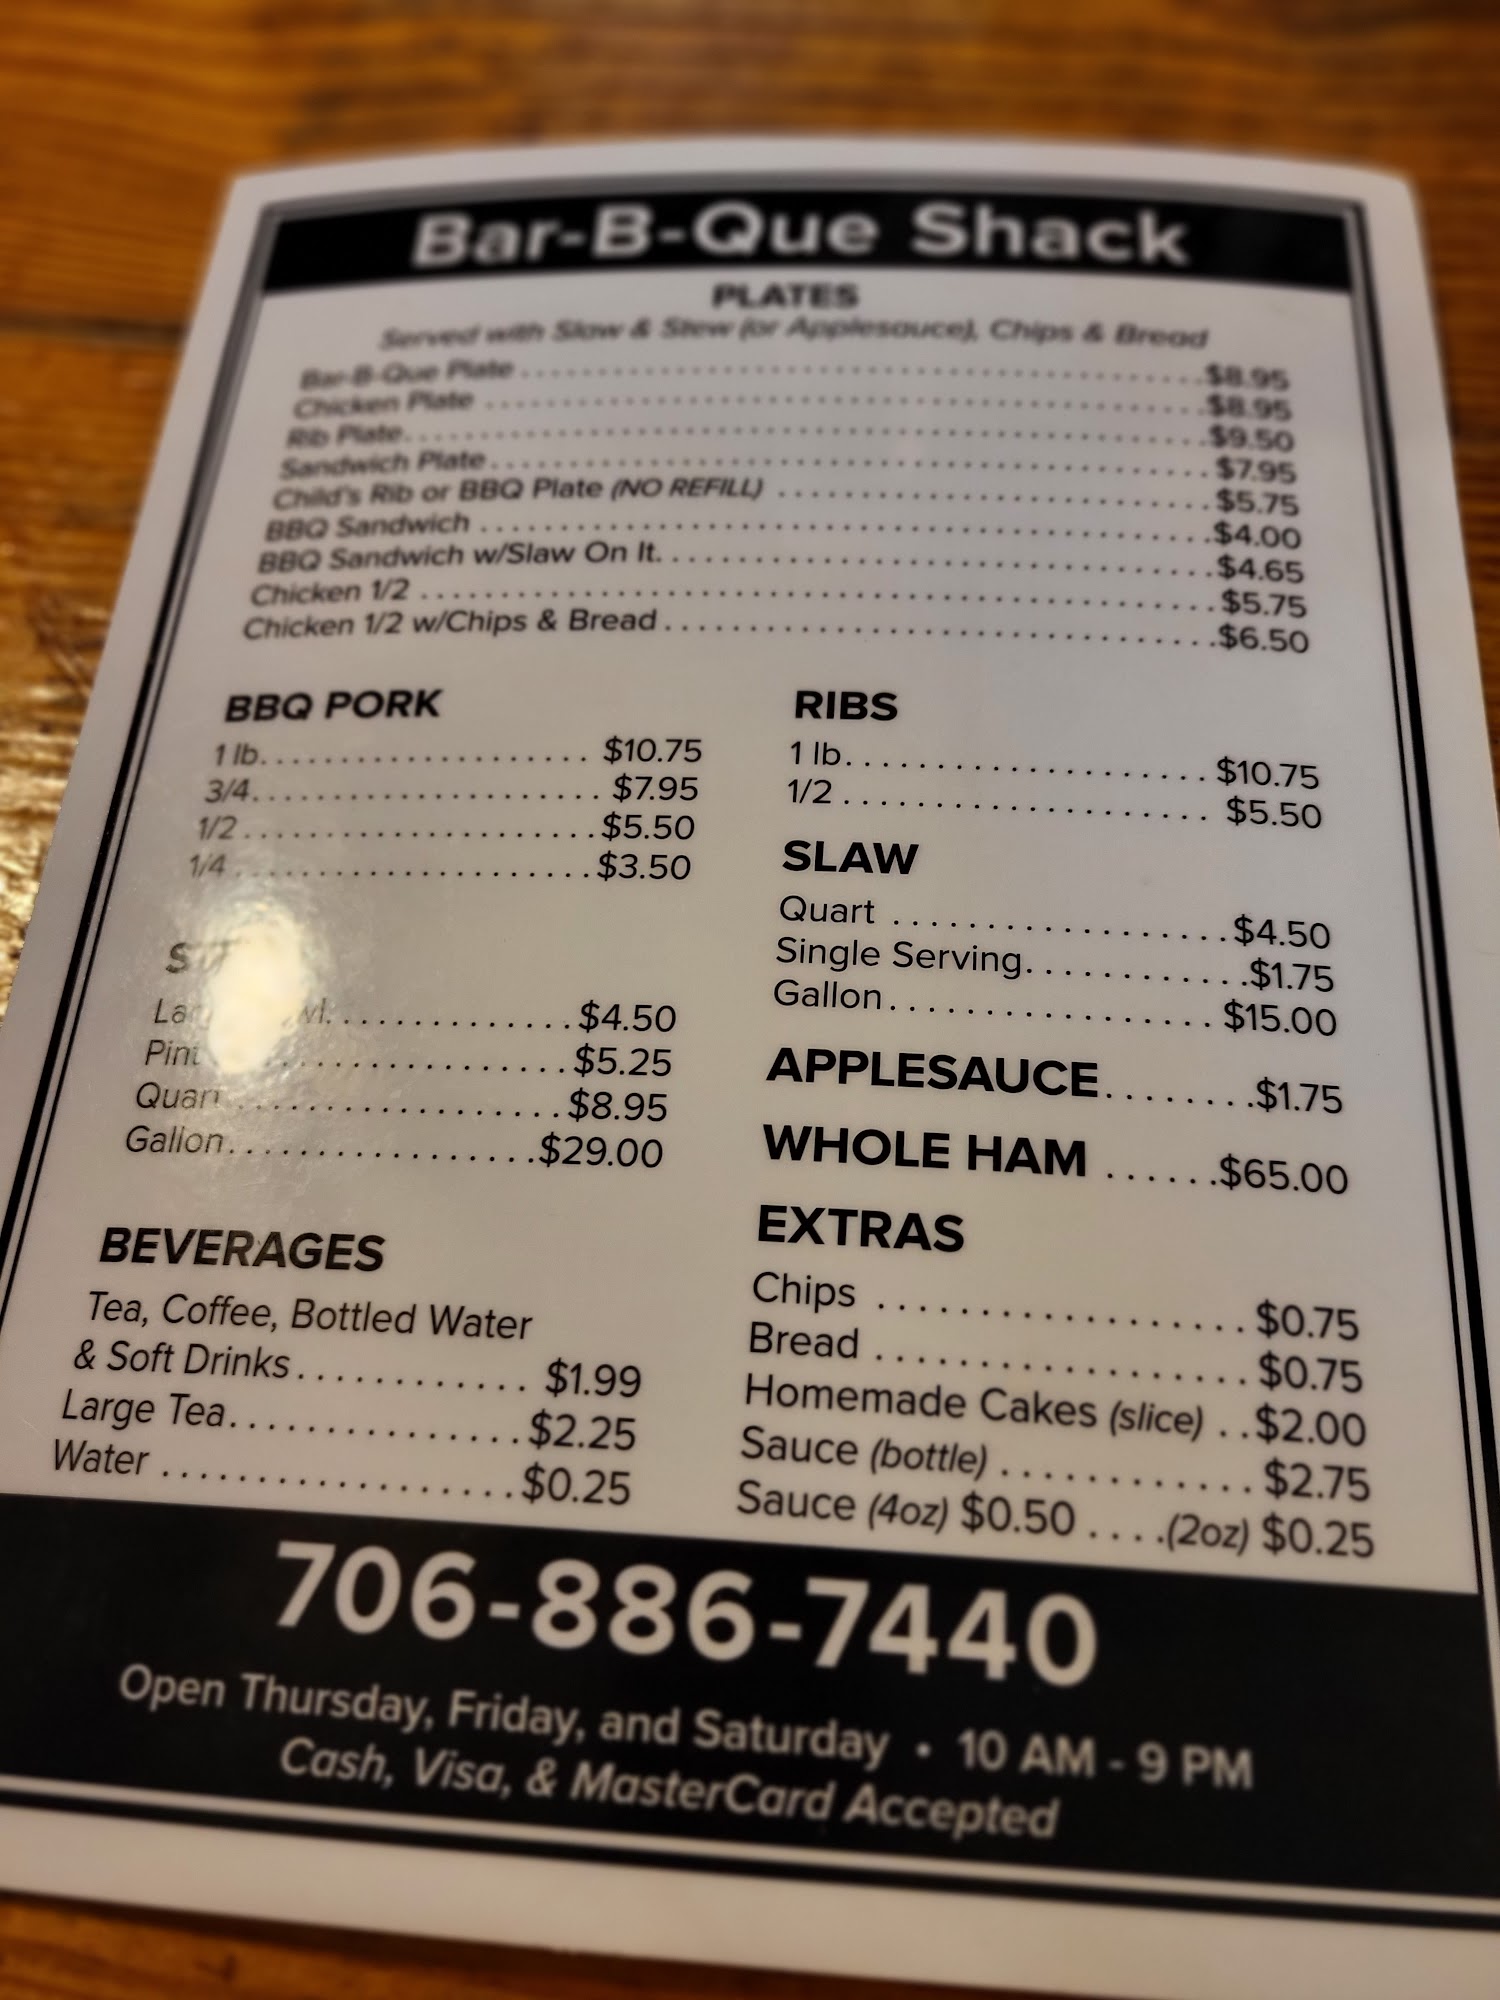 Bar-B-Que Shack
PLATES
Served with Slaw & Stew (or Applesauce), Chips & Bread
Bar-B-Que Plate ........ $8.95
Chicken Plate ........ $8.95
Rib Plate ........ $9.50
Sandwich Plate ........ $7.95
Child's Rib or BBQ Plate (NO REFILL) ........ $5.75
BBQ Sandwich ........ $4.00
BBQ Sandwich w/Slaw On It ........ $4.65
Chicken 1/2 ........ $5.75
Chicken 1/2 w/Chips & Bread ........ $6.50
BBQ PORK
1 lb ........ $10.75
3/4 ........ $7.95
1/2 ........ $5.50
1/4 ........ $3.50
........ $4.50
Pint ........ $5.25
Quart ........ $8.95
Gallon ........ $29.00
BEVERAGES
Tea, Coffee, Bottled Water
& Soft Drinks ........ $1.99
Large Tea ........ $2.25
Water ........ $0.25
RIBS
1 lb ........ $10.75
1/2 ........ $5.50
SLAW
Quart ........ $4.50
Single Serving ........ $1.75
Gallon ........ $15.00
APPLESAUCE ........ $1.75
WHOLE HAM ...... $65.00
EXTRAS
Chips ........ $0.75
Bread ........ $0.75
Homemade Cakes (slice) .. $2.00
Sauce (bottle) ........ $2.75
Sauce (4oz) $0.50 .... (2oz) $0.25
706-886-7440
Open Thursday, Friday, and Saturday • 10 AM - 9 PM
Cash, Visa, & MasterCard Accepted